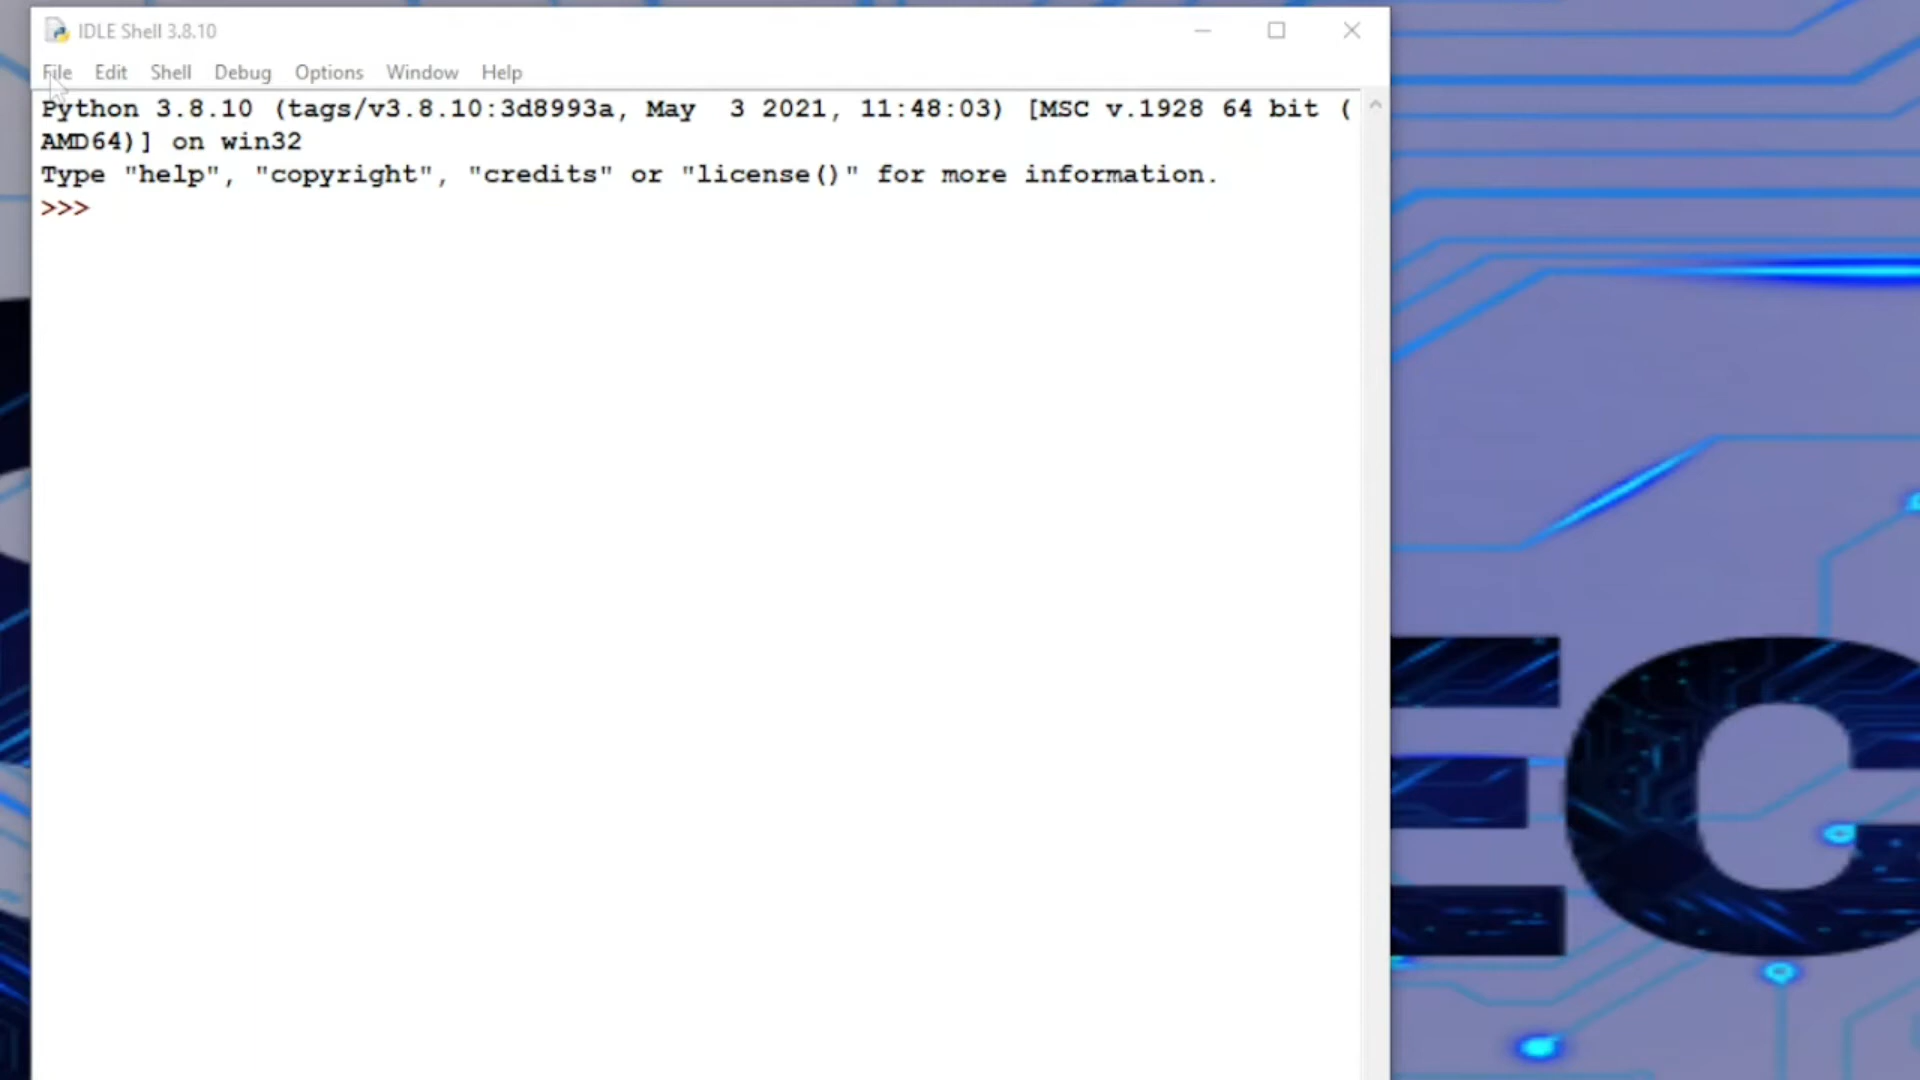 IDLE Shell 3.8.10
File Edit Shell Debug Options Window Help
Python 3.8.10 (tags/v3.8.10:3d8993a, May  3 2021, 11:48:03) [MSC v.1928 64 bit (
AMD64)] on win32
Type "help", "copyright", "credits" or "license()" for more information.
>>>